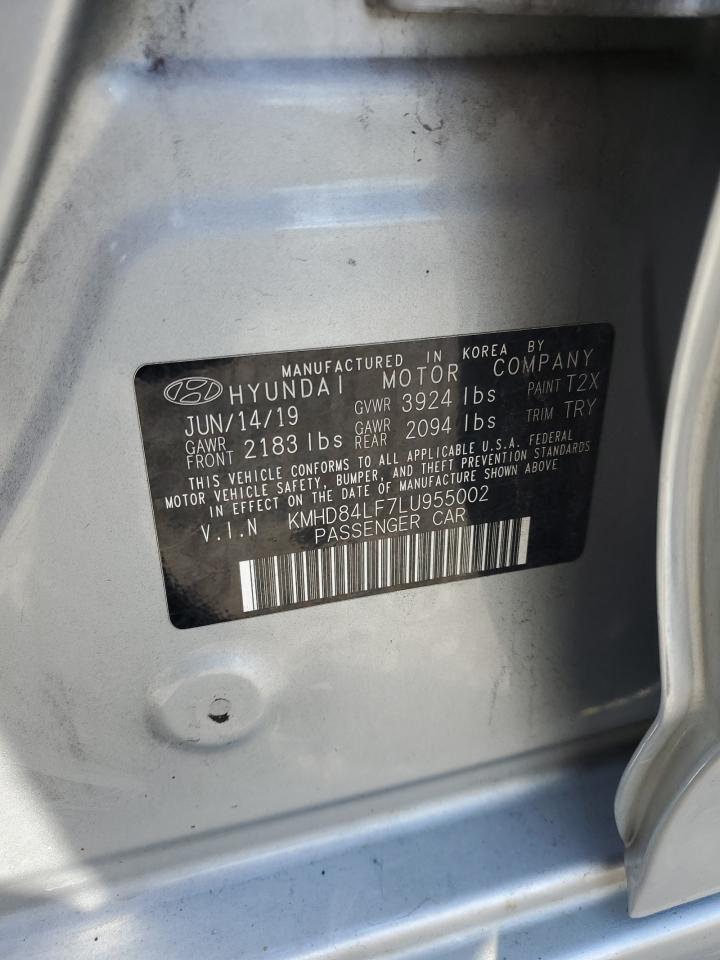 MANUFACTURED IN KOREA BY
HYUNDAI MOTOR COMPANY
JUN/14/19 GVWR 3924 lbs PAINT T2X
GAWR FRONT 2183 lbs GAWR REAR 2094 lbs TRIM TRY
THIS VEHICLE CONFORMS TO ALL APPLICABLE U.S.A. FEDERAL
MOTOR VEHICLE SAFETY, BUMPER, AND THEFT PREVENTION STANDARDS
IN EFFECT ON THE DATE OF MANUFACTURE SHOWN ABOVE
V.I.N KMHD84LF7LU955002
PASSENGER CAR